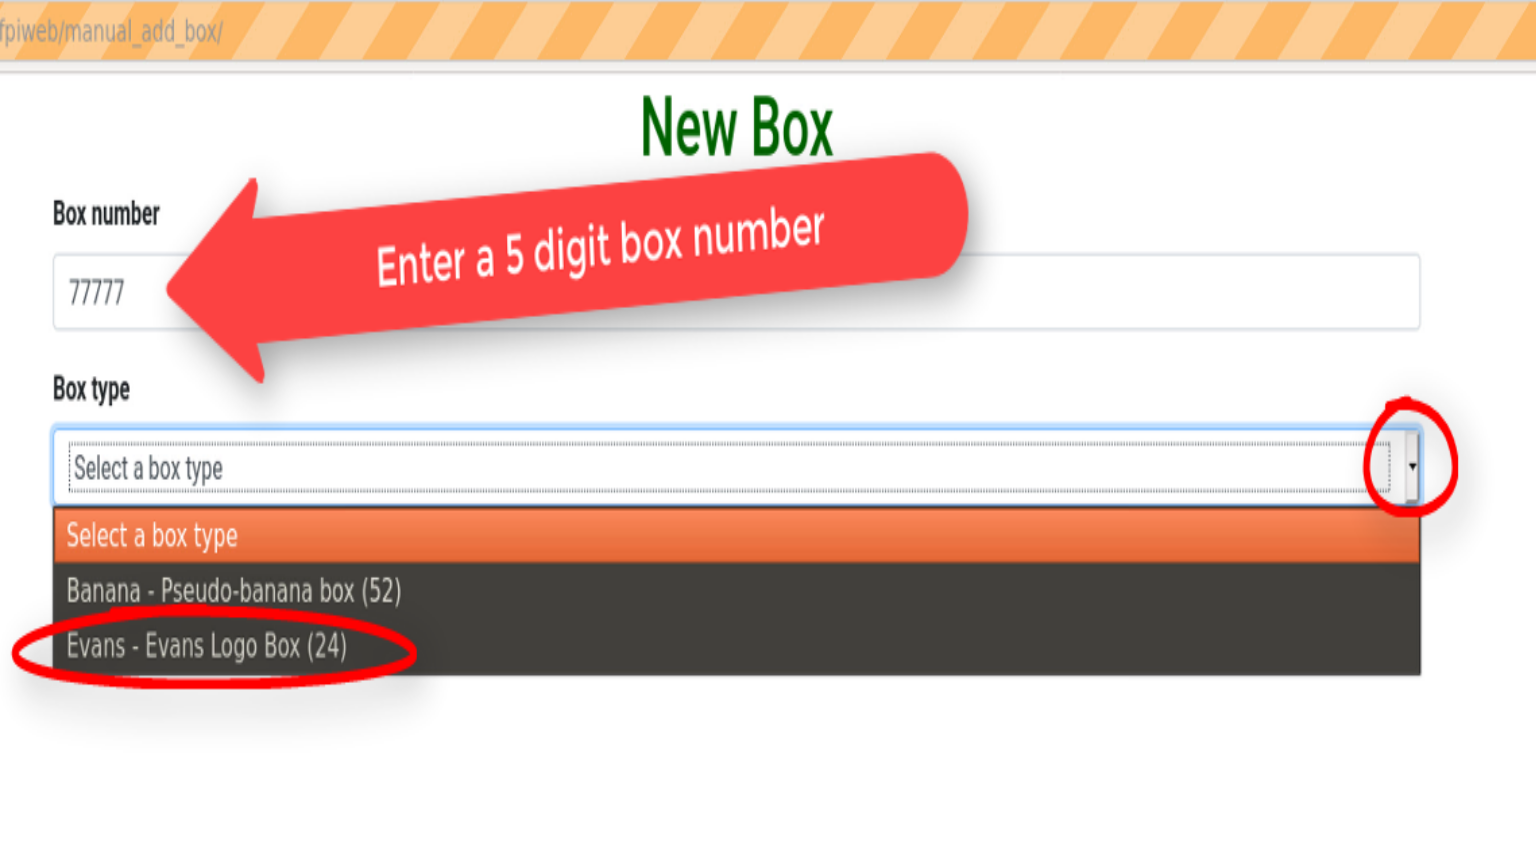 fpiweb/manual_add_box/
New Box
Box number
Enter a 5 digit box number
77777
Box type
Select a box type
Select a box type
Banana - Pseudo-banana box (52)
Evans - Evans Logo Box (24)